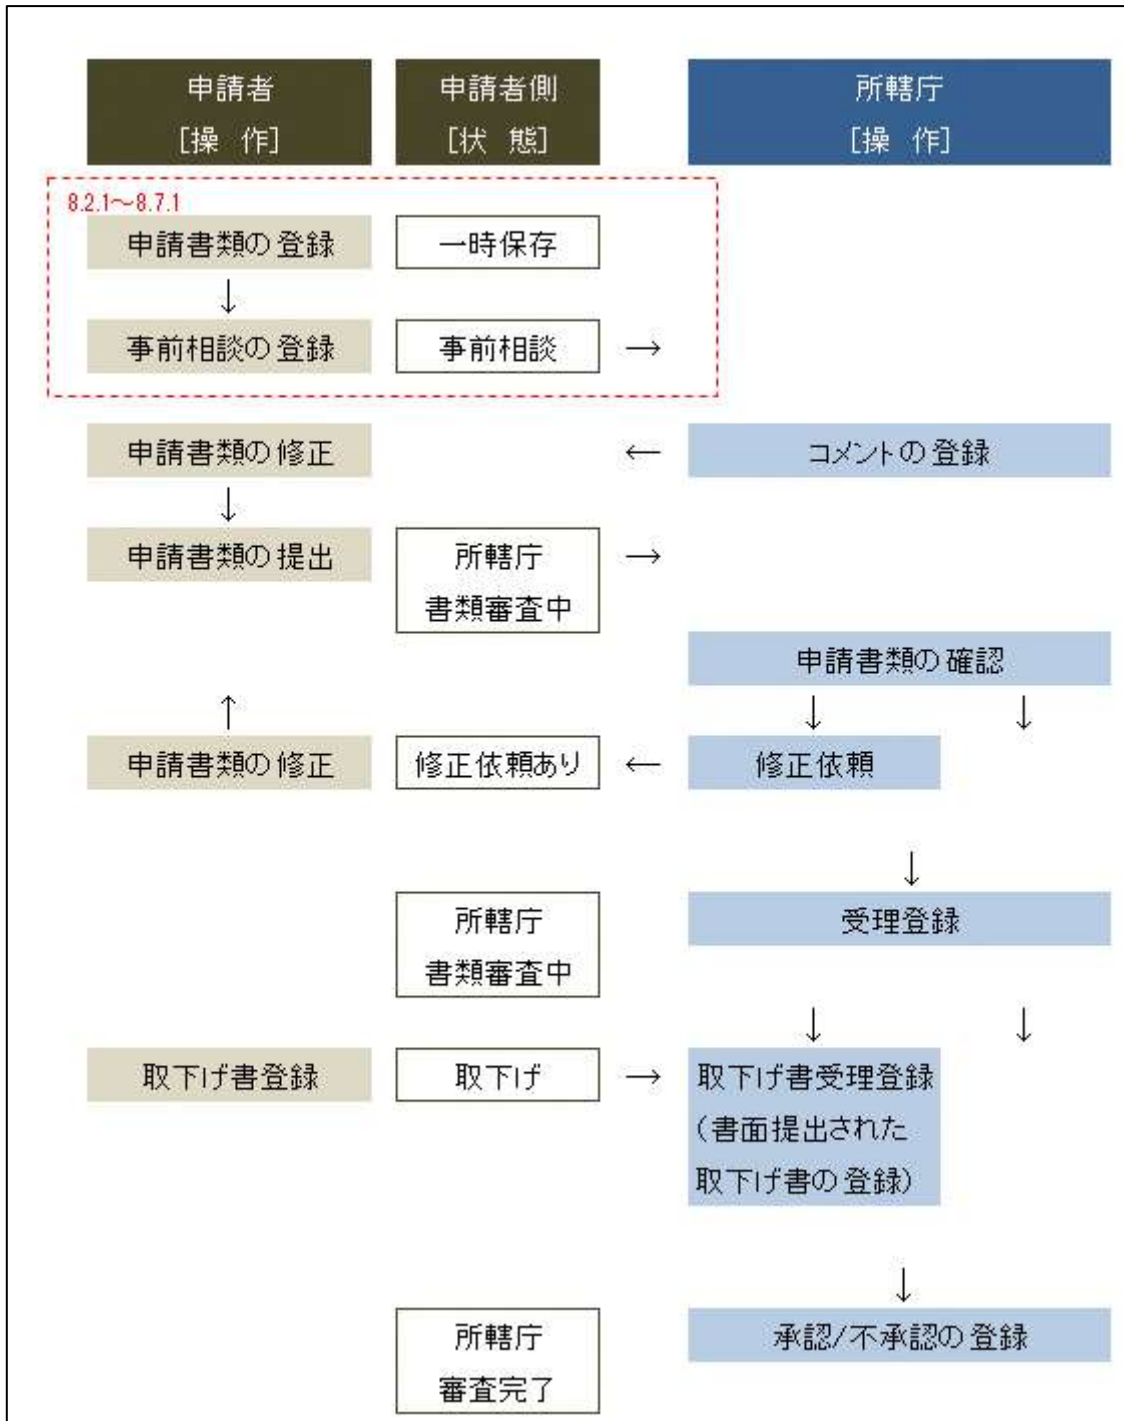 申請者
[操 作]
申請者側
[状 態]
所轄庁
[操 作]
8.2.1～8.7.1
申請書類の登録
一時保存
↓
事前相談の登録
事前相談
→
申請書類の修正
←
コメントの登録
↓
申請書類の提出
所轄庁
書類審査中
→
申請書類の確認
↑
↓ ↓
申請書類の修正
修正依頼あり
←
修正依頼
↓
所轄庁
書類審査中
受理登録
↓ ↓
取下げ書登録
取下げ
→
取下げ書受理登録
(書面提出された
取下げ書の登録)
↓
所轄庁
審査完了
承認/不承認の登録